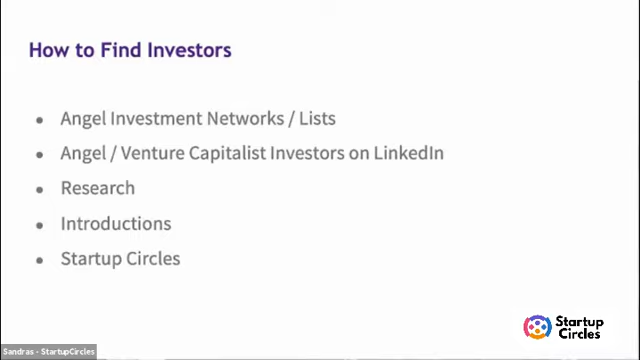 How to Find Investors
• Angel Investment Networks / Lists
• Angel / Venture Capitalist Investors on LinkedIn
• Research
• Introductions
• Startup Circles
Startup
Circles
Sandras - StartupCircles